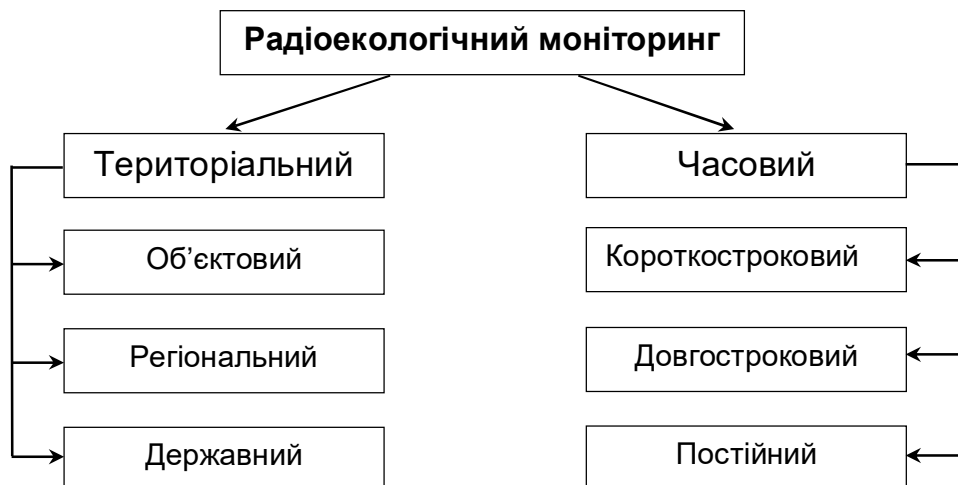 Радіоекологічний моніторинг
Територіальний
Об’єктовий
Регіональний
Державний
Часовий
Короткостроковий
Довгостроковий
Постійний